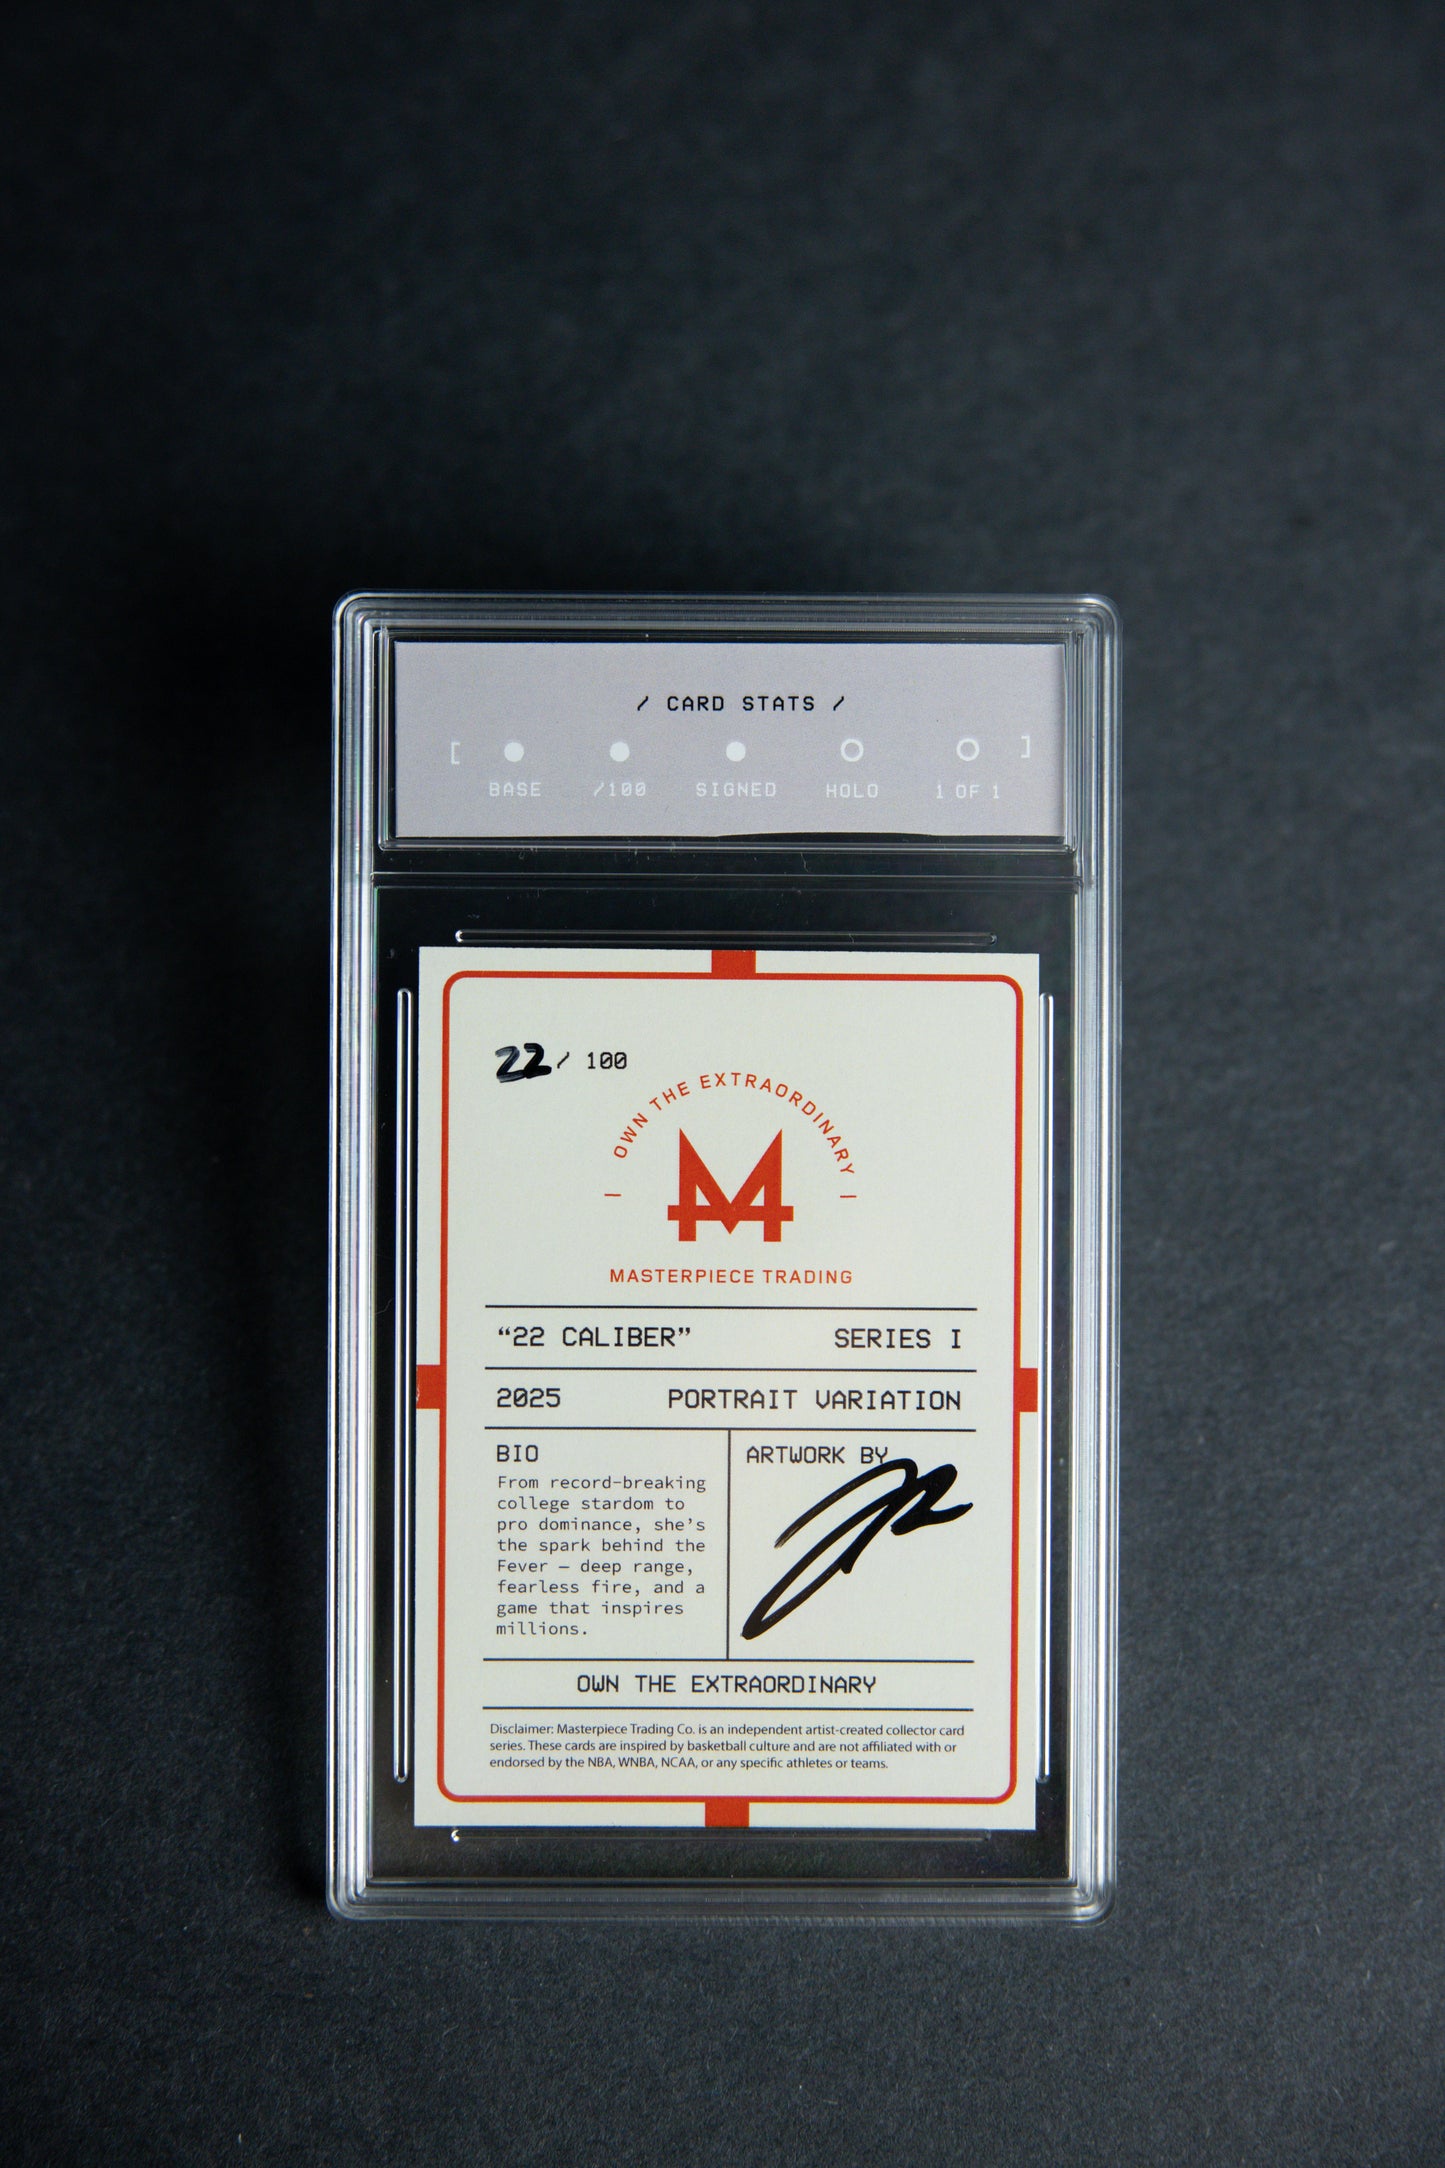 / CARD STATS /
[ ]
BASE /100 SIGNED HOLO 1 OF 1
22 / 100
OWN THE EXTRAORDINARY
MASTERPIECE TRADING
“22 CALIBER” SERIES I
2025 PORTRAIT VARIATION
BIO
From record-breaking
college stardom to
pro dominance, she’s
the spark behind the
Fever – deep range,
fearless fire, and a
game that inspires
millions.
ARTWORK BY
OWN THE EXTRAORDINARY
Disclaimer: Masterpiece Trading Co. is an independent artist-created collector card
series. These cards are inspired by basketball culture and are not affiliated with or
endorsed by the NBA, WNBA, NCAA, or any specific athletes or teams.